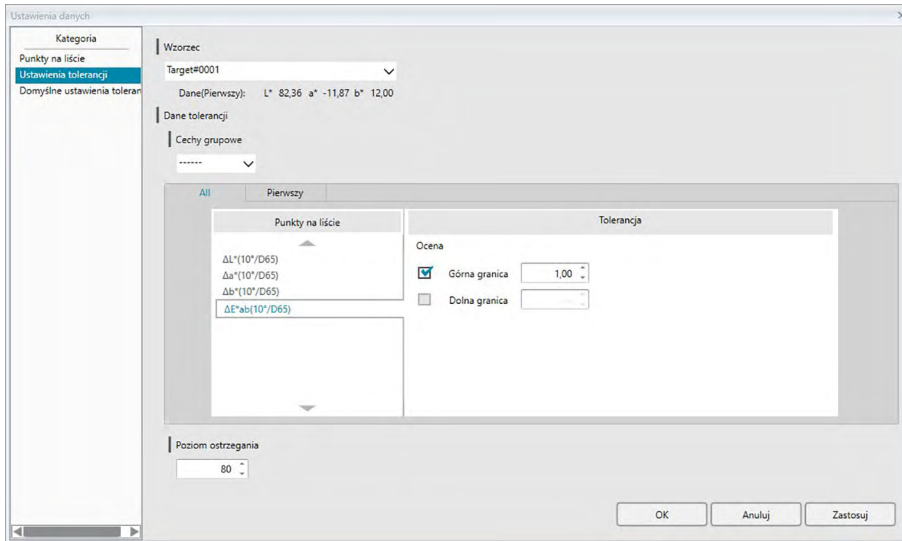 Ustawienia danych
Kategoria
Punkty na liście
Ustawienia tolerancji
Domyślne ustawienia toleran
Wzorzec
Target#0001
Dane(Pierwszy): L* 82,36 a* -11,87 b* 12,00
Dane tolerancji
Cechy grupowe
------
All Pierwszy
Punkty na liście
ΔL*(10°/D65)
Δa*(10°/D65)
Δb*(10°/D65)
ΔE*ab(10°/D65)
Tolerancja
Ocena
Górna granica 1,00
Dolna granica
Poziom ostrzegania
80
OK Anuluj Zastosuj